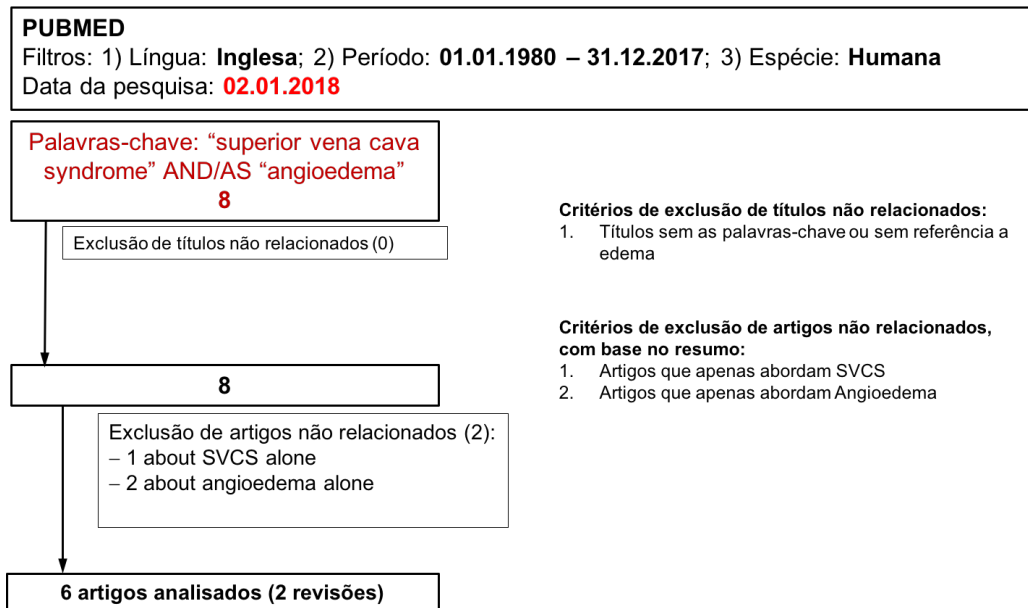 PUBMED
Filtros: 1) Língua: Inglesa; 2) Período: 01.01.1980 – 31.12.2017; 3) Espécie: Humana
Data da pesquisa: 02.01.2018
Palavras-chave: “superior vena cava
syndrome” AND/AS “angioedema”
8
Exclusão de títulos não relacionados (0)
Critérios de exclusão de títulos não relacionados:
1. Títulos sem as palavras-chave ou sem referência a
edema
Critérios de exclusão de artigos não relacionados,
com base no resumo:
1. Artigos que apenas abordam SVCS
2. Artigos que apenas abordam Angioedema
8
Exclusão de artigos não relacionados (2):
– 1 about SVCS alone
– 2 about angioedema alone
6 artigos analisados (2 revisões)